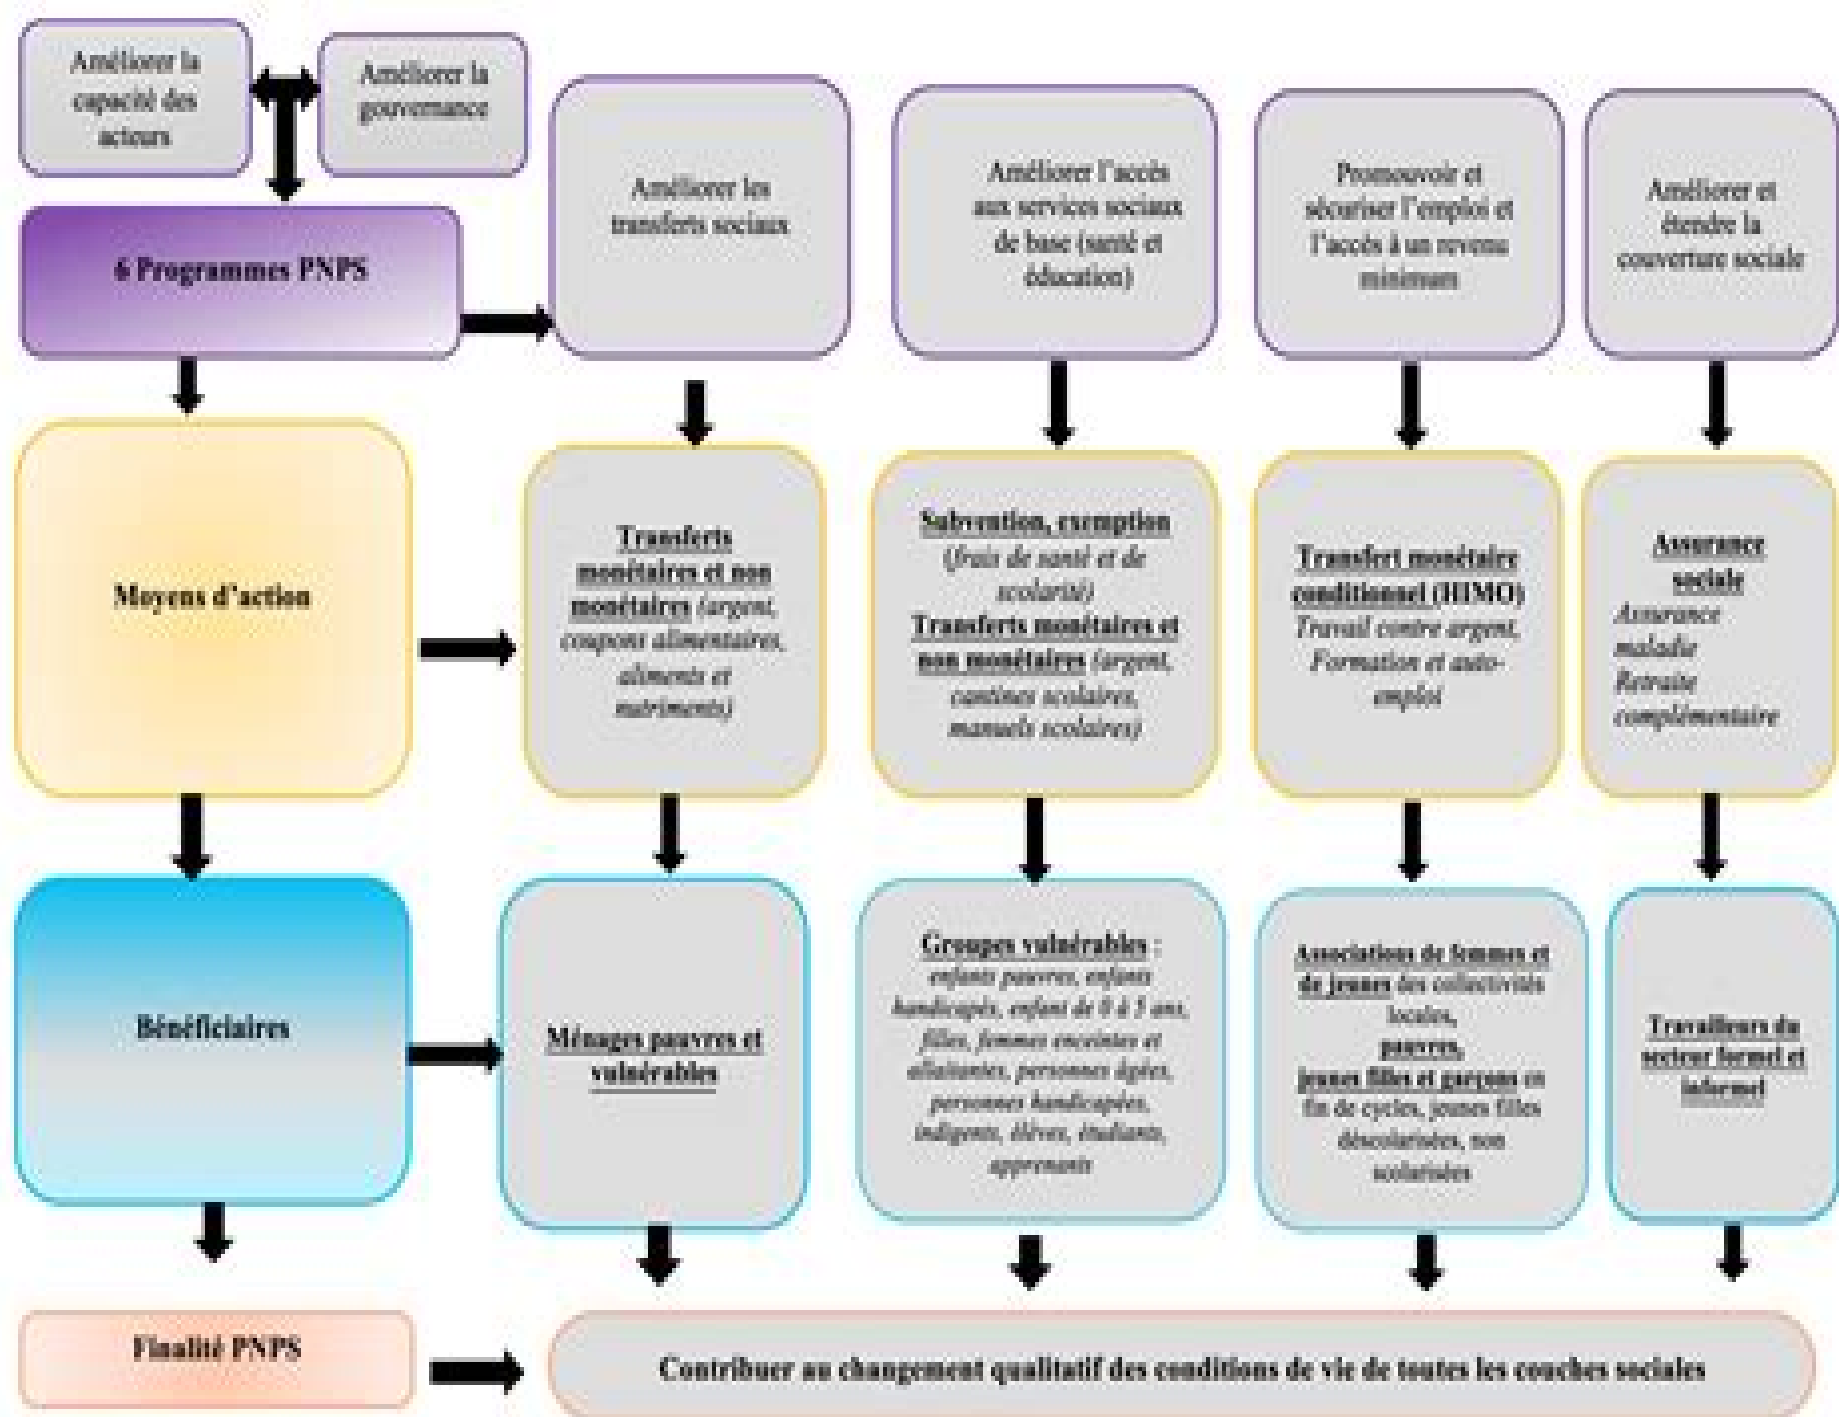 Améliorer la
capacité des
acteurs
Améliorer la
gouvernance
6 Programmes PNPS
Améliorer les
transferts sociaux
Améliorer l'accès
aux services sociaux
de base (santé et
éducation)
Promouvoir et
sécuriser l'emploi et
l'accès à un revenu
minimum
Améliorer et
étendre la
couverture sociale
Moyens d'action
Transferts
monétaires et non
monétaires (argent,
coupons alimentaires,
aliments et
nutriments)
Subvention, exemption
(frais de santé et de
scolarité)
Transferts monétaires et
non monétaires (argent,
cantines scolaires,
manuels scolaires)
Transfert monétaire
conditionnel (HIMO)
Travail contre argent,
Formation et auto-
emploi
Assurance
sociale
Assurance
maladie
Retraite
complémentaire
Bénéficiaires
Ménages pauvres et
vulnérables
Groupes vulnérables :
enfants pauvres, enfants
handicapés, enfant de 0 à 5 ans,
filles, femmes enceintes et
allaitantes, personnes âgées,
personnes handicapées,
indigents, élèves, étudiants,
apprenants
Associations de femmes et
de jeunes des collectivités
locales,
pauvres,
jeunes filles et garçons en
fin de cycles, jeunes filles
déscolarisées, non
scolarisées
Travailleurs du
secteur formel et
informel
Finalité PNPS
Contribuer au changement qualitatif des conditions de vie de toutes les couches sociales